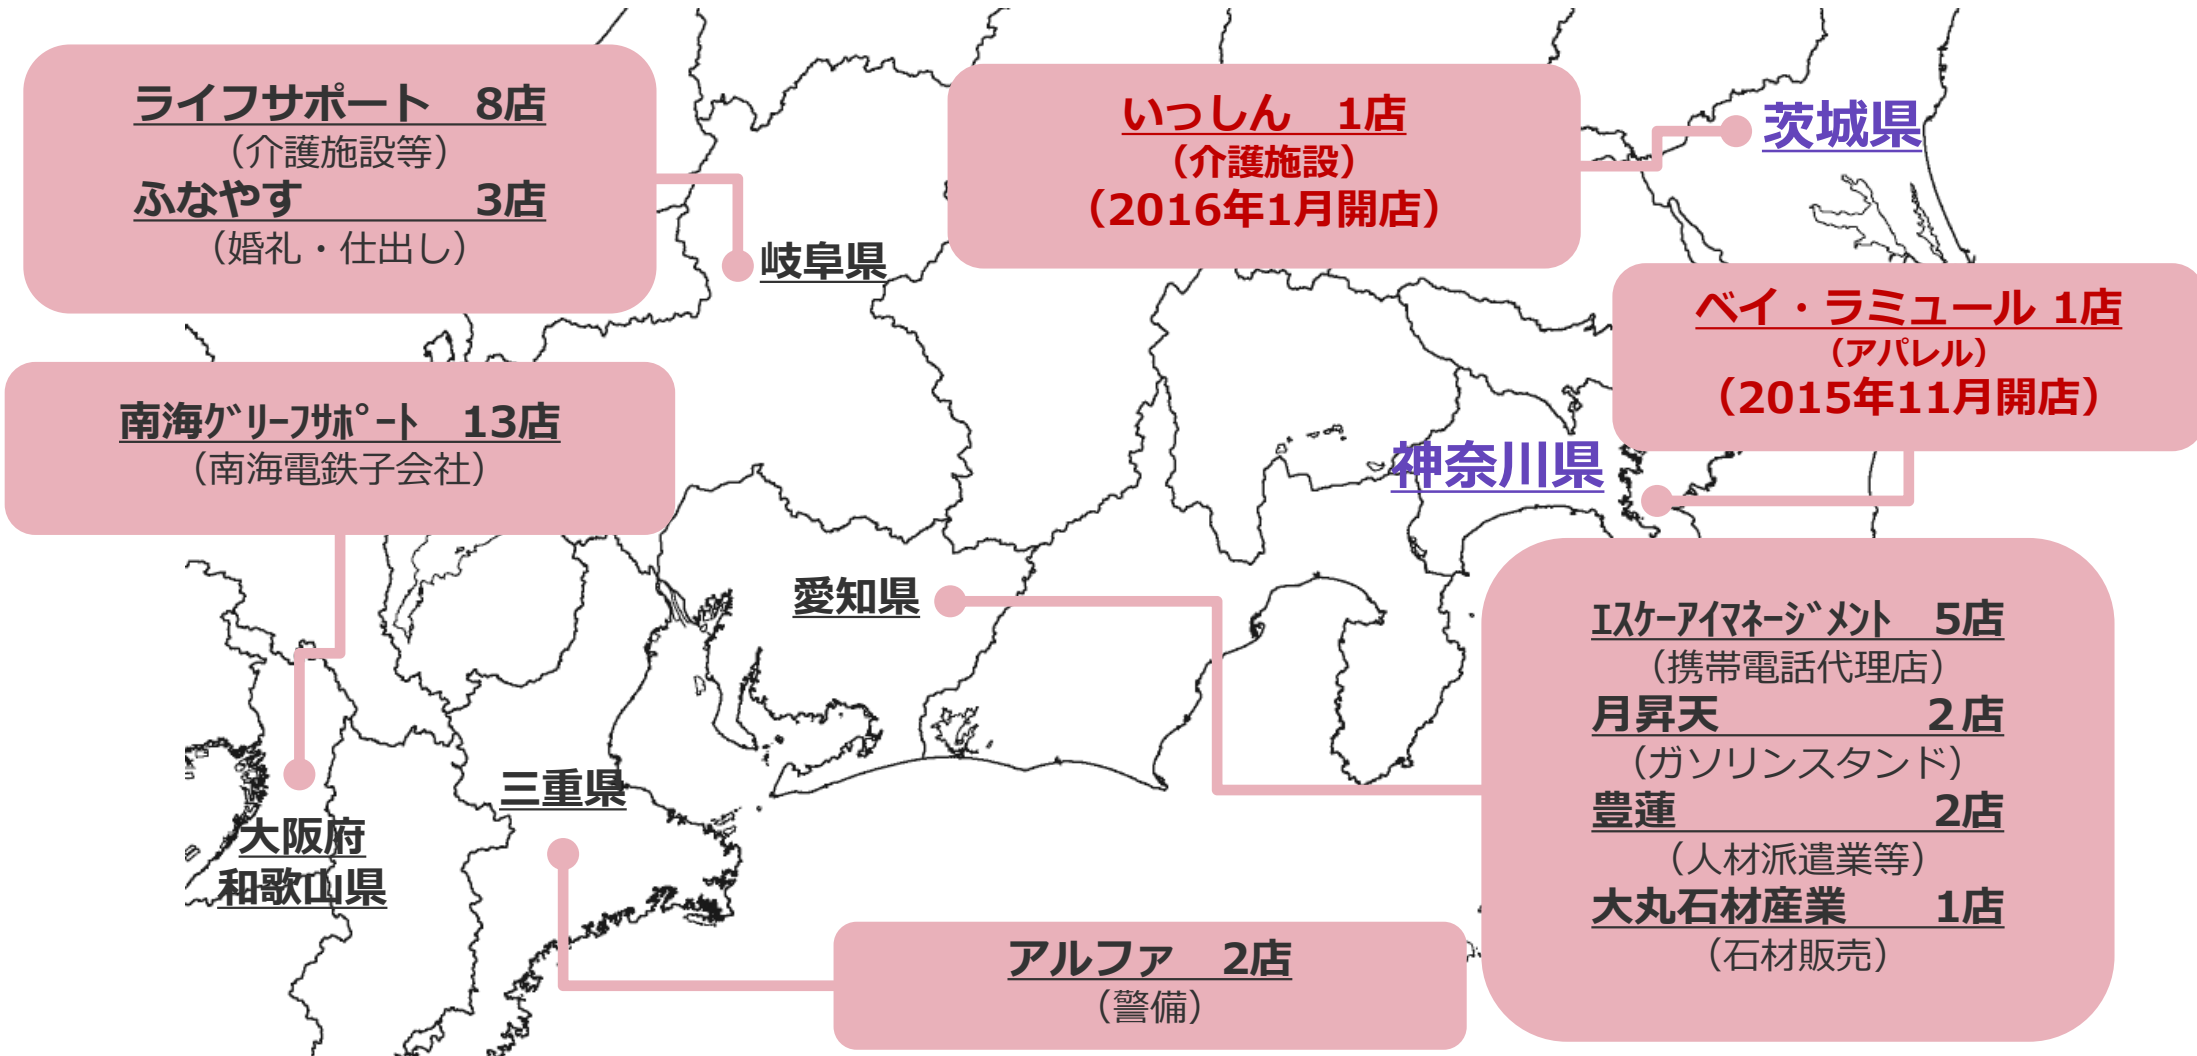 ライフサポート　8店
（介護施設等）
ふなやす　3店
（婚礼・仕出し）
岐阜県
いっしん　1店
（介護施設）
（2016年1月開店）
茨城県
ベイ・ラミュール 1店
（アパレル）
（2015年11月開店）
神奈川県
南海ｸﾞﾘｰﾌｻﾎﾟｰﾄ　13店
（南海電鉄子会社）
愛知県
ｴｽｹｰｱｲﾏﾈｰｼﾞﾒﾝﾄ　5店
（携帯電話代理店）
月昇天　２店
（ガソリンスタンド）
豊蓮　2店
（人材派遣業等）
大丸石材産業　1店
（石材販売）
三重県
大阪府
和歌山県
アルファ　2店
（警備）